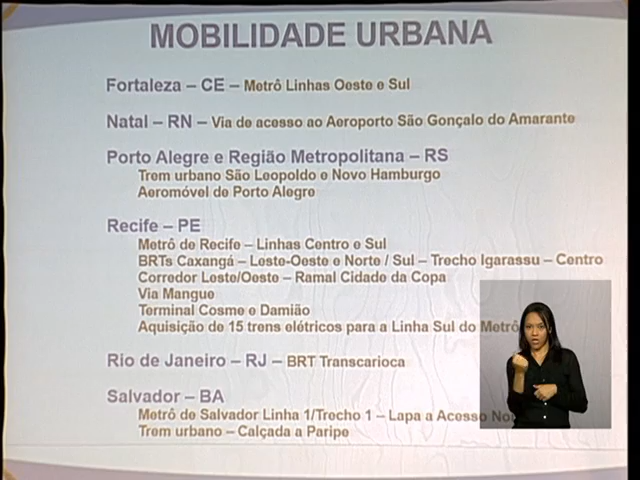 MOBILIDADE URBANA
Fortaleza – CE – Metrô Linhas Oeste e Sul
Natal – RN – Via de acesso ao Aeroporto São Gonçalo do Amarante
Porto Alegre e Região Metropolitana – RS
Trem urbano São Leopoldo e Novo Hamburgo
Aeromóvel de Porto Alegre
Recife – PE
Metrô de Recife – Linhas Centro e Sul
BRTs Caxangá – Leste-Oeste e Norte / Sul – Trecho Igarassu – Centro
Corredor Leste/Oeste – Ramal Cidade da Copa
Via Mangue
Terminal Cosme e Damião
Aquisição de 15 trens elétricos para a Linha Sul do Metrô
Rio de Janeiro – RJ – BRT Transcarioca
Salvador – BA
Metrô de Salvador Linha 1/Trecho 1 – Lapa a Acesso
Trem urbano – Calçada a Paripe